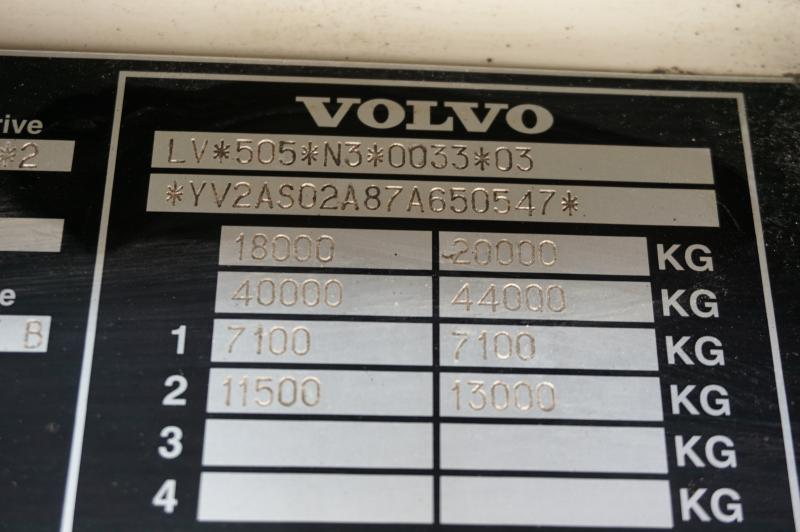 VOLVO
rive
*2
LV*505*N3*0033*03
*YV2AS02A87A650547*
18000 20000 KG
40000 44000 KG
e
B
1 7100 7100 KG
2 11500 13000 KG
3 KG
4 KG